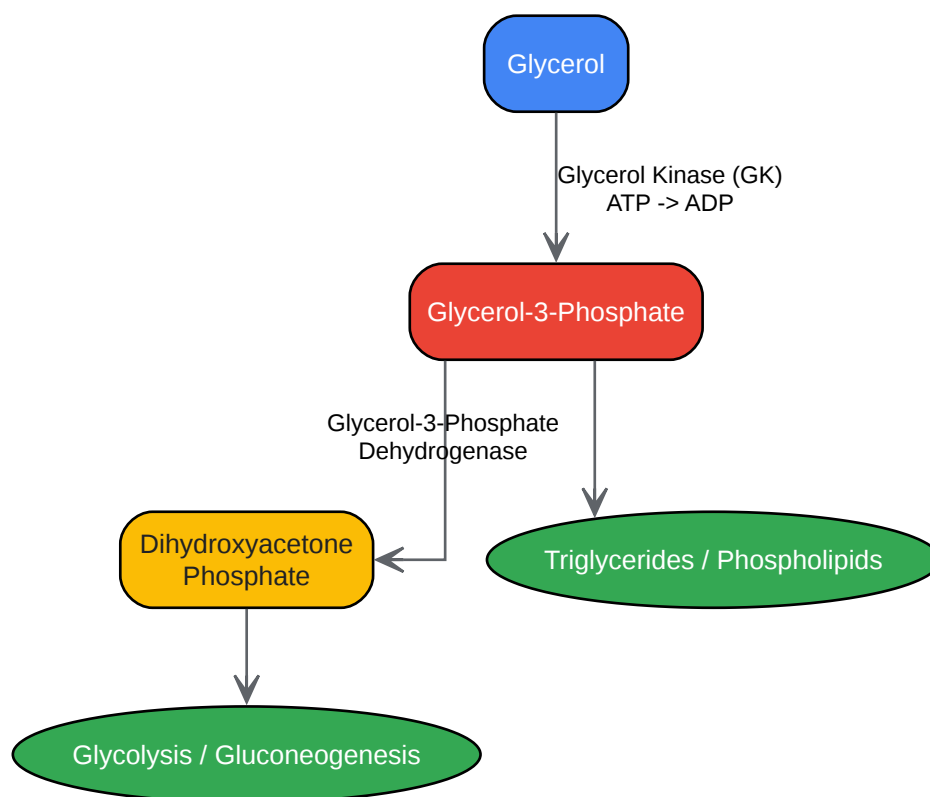 Glycerol
Glycerol Kinase (GK)
ATP -> ADP
Glycerol-3-Phosphate
Glycerol-3-Phosphate
Dehydrogenase
Dihydroxyacetone
Phosphate
Triglycerides / Phospholipids
Glycolysis / Gluconeogenesis